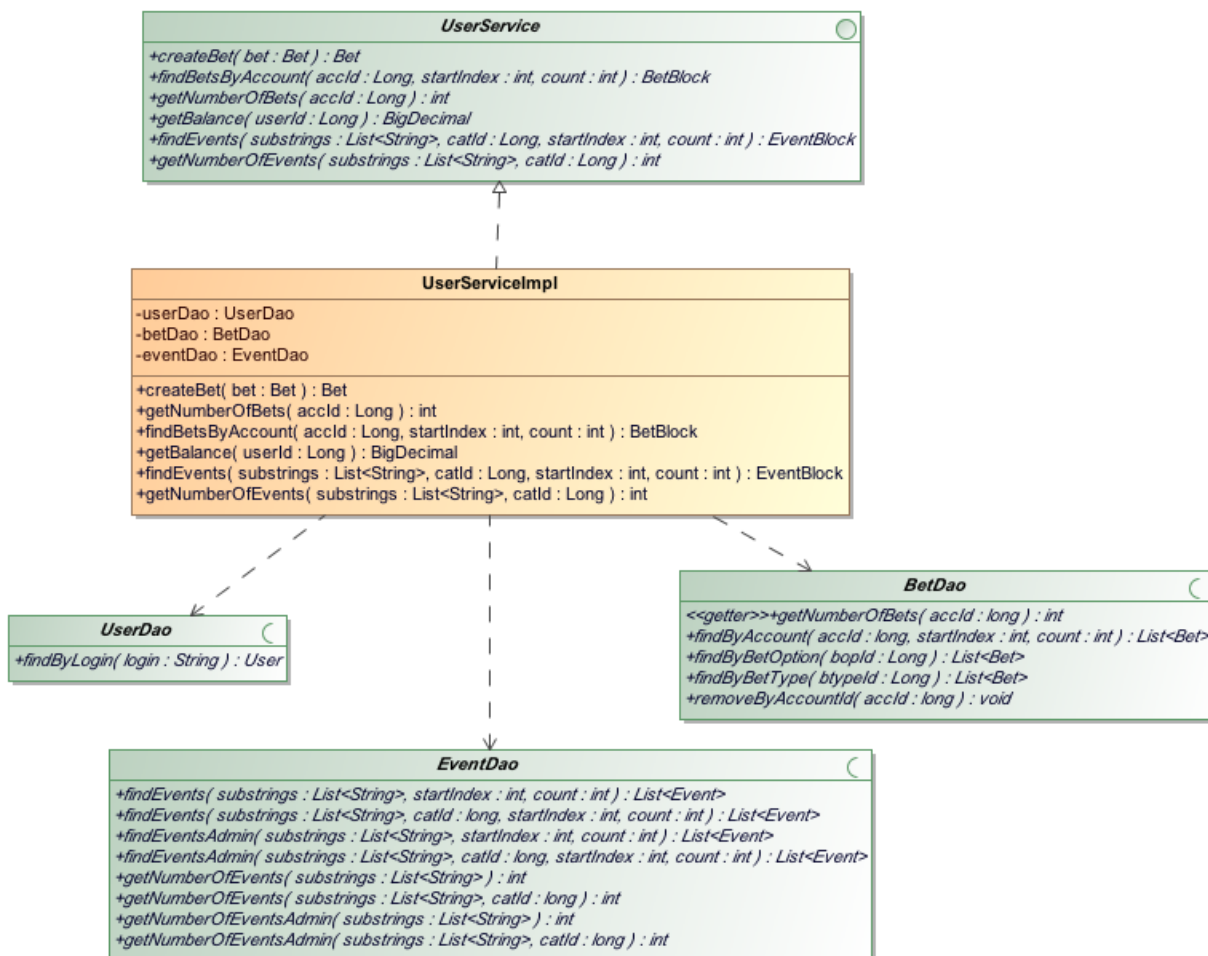 UserService
+createBet( bet : Bet ) : Bet
+findBetsByAccount( accId : Long, startIndex : int, count : int ) : BetBlock
+getNumberOfBets( accId : Long ) : int
+getBalance( userId : Long ) : BigDecimal
+findEvents( substrings : List<String>, catId : Long, startIndex : int, count : int ) : EventBlock
+getNumberOfEvents( substrings : List<String>, catId : Long ) : int
UserServiceImpl
-userDao : UserDao
-betDao : BetDao
-eventDao : EventDao
+createBet( bet : Bet ) : Bet
+getNumberOfBets( accId : Long ) : int
+findBetsByAccount( accId : Long, startIndex : int, count : int ) : BetBlock
+getBalance( userId : Long ) : BigDecimal
+findEvents( substrings : List<String>, catId : Long, startIndex : int, count : int ) : EventBlock
+getNumberOfEvents( substrings : List<String>, catId : Long ) : int
UserDao
+findByLogin( login : String ) : User
BetDao
<<getter>>+getNumberOfBets( accId : long ) : int
+findByAccount( accId : long, startIndex : int, count : int ) : List<Bet>
+findByBetOption( bopId : Long ) : List<Bet>
+findByBetType( btypeId : Long ) : List<Bet>
+removeByAccountId( accId : long ) : void
EventDao
+findEvents( substrings : List<String>, startIndex : int, count : int ) : List<Event>
+findEvents( substrings : List<String>, catId : long, startIndex : int, count : int ) : List<Event>
+findEventsAdmin( substrings : List<String>, startIndex : int, count : int ) : List<Event>
+findEventsAdmin( substrings : List<String>, catId : long, startIndex : int, count : int ) : List<Event>
+getNumberOfEvents( substrings : List<String> ) : int
+getNumberOfEvents( substrings : List<String>, catId : long ) : int
+getNumberOfEventsAdmin( substrings : List<String> ) : int
+getNumberOfEventsAdmin( substrings : List<String>, catId : long ) : int